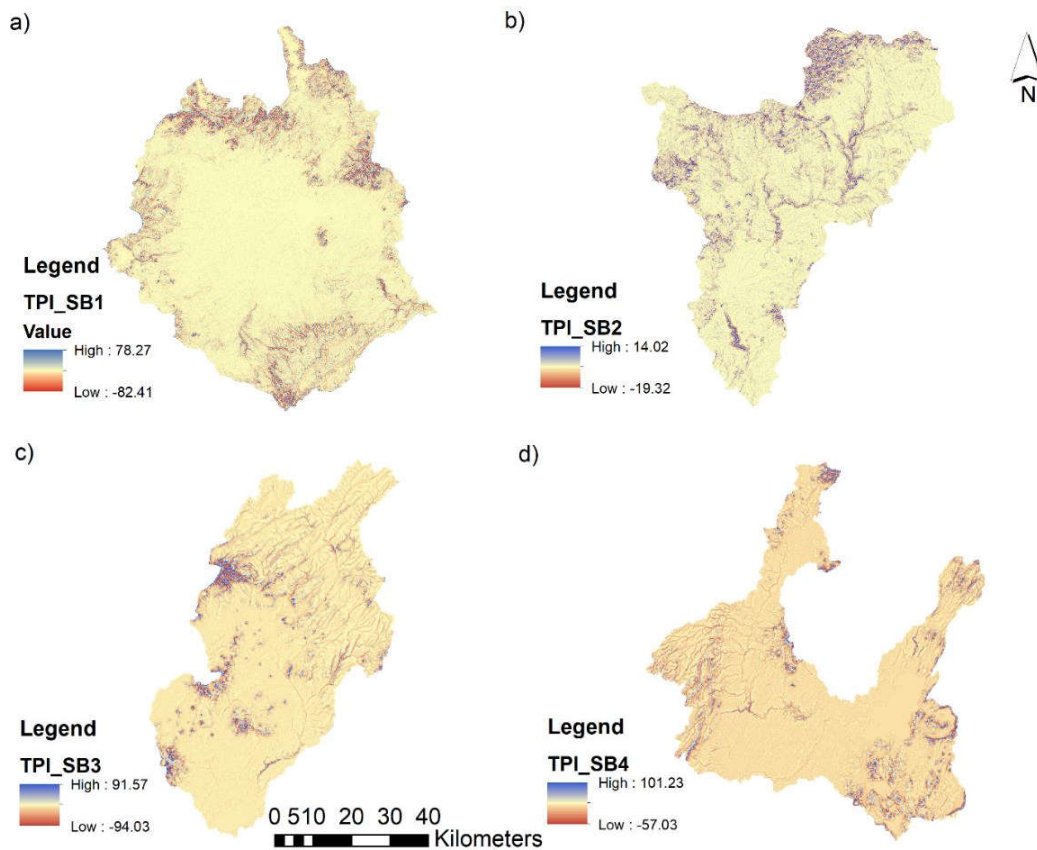 a)
Legend
TPI_SB1
Value
High : 78.27
Low : -82.41
b)
N
Legend
TPI_SB2
High : 14.02
Low : -19.32
c)
Legend
TPI_SB3
High : 91.57
Low : -94.03
0 5 10 20 30 40
Kilometers
d)
Legend
TPI_SB4
High : 101.23
Low : -57.03